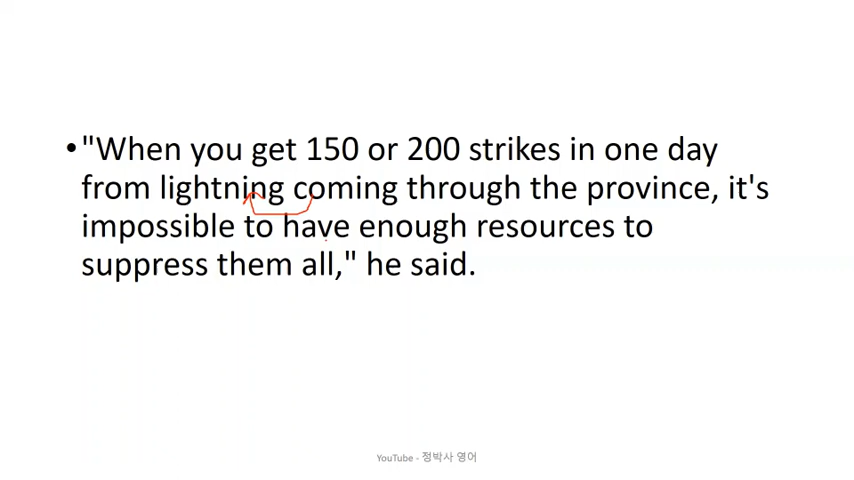 •"When you get 150 or 200 strikes in one day
from lightning coming through the province, it's
impossible to have enough resources to
suppress them all," he said.
YouTube - 정박사 영어